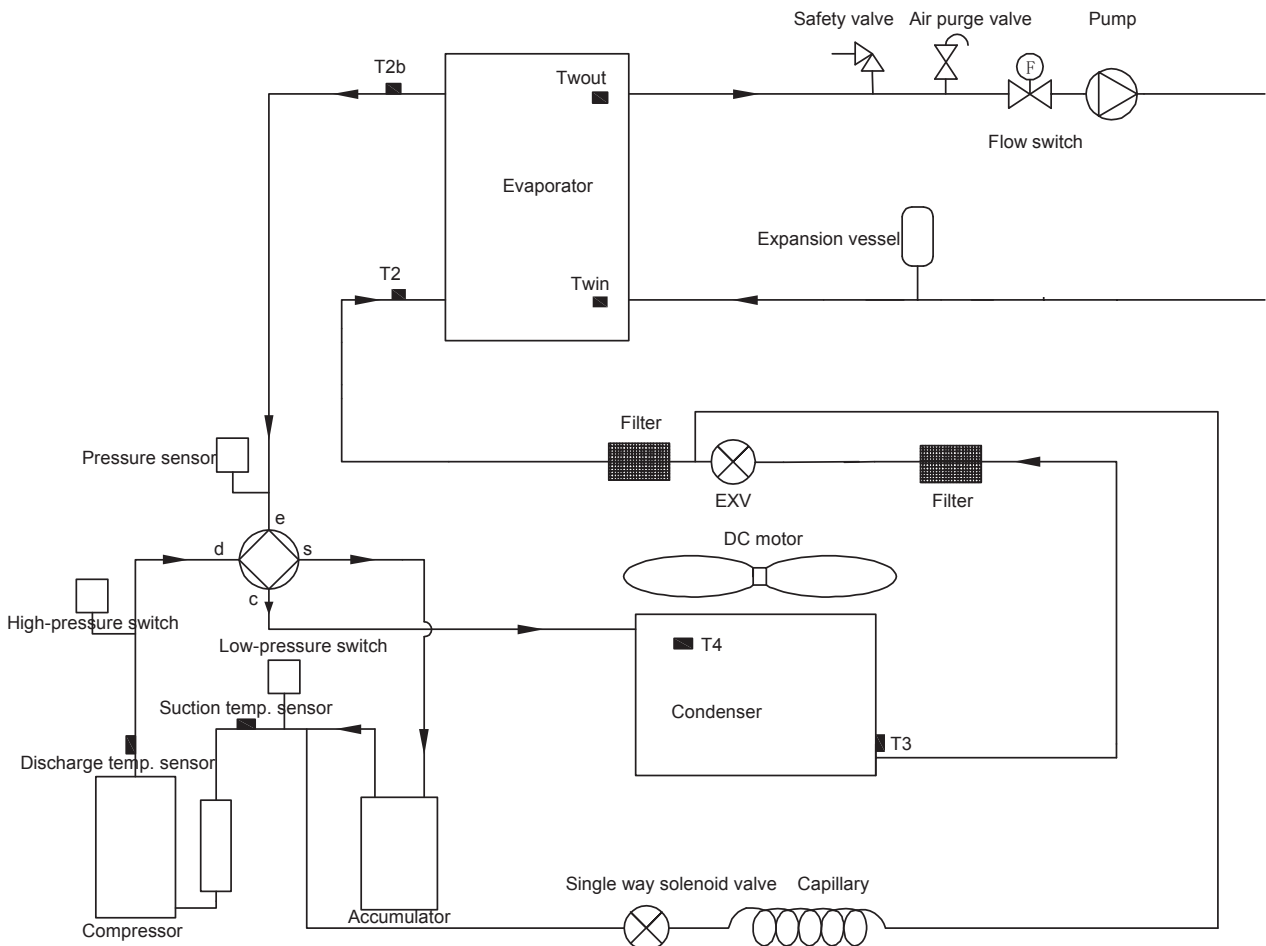 Safety valve
Air purge valve
Pump
T2b
Twout
F
Flow switch
Evaporator
Expansion vessel
T2
Twin
Filter
Pressure sensor
EXV
Filter
e
d
s
DC motor
c
High-pressure switch
Low-pressure switch
T4
Suction temp. sensor
Condenser
T3
Discharge temp. sensor
Single way solenoid valve
Capillary
Accumulator
Compressor